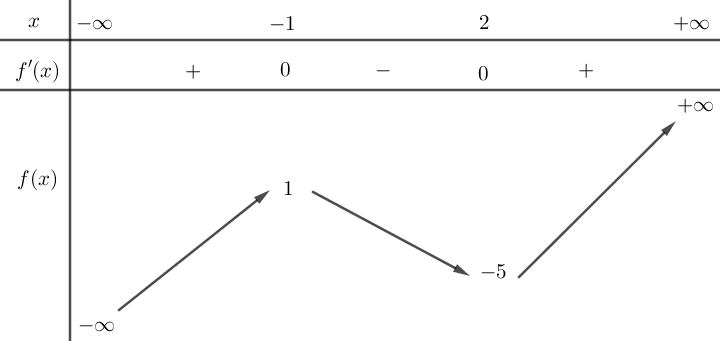 x −∞ −1 2 +∞
f′(x) + 0 − 0 +
+∞
f(x) 1
−5
−∞